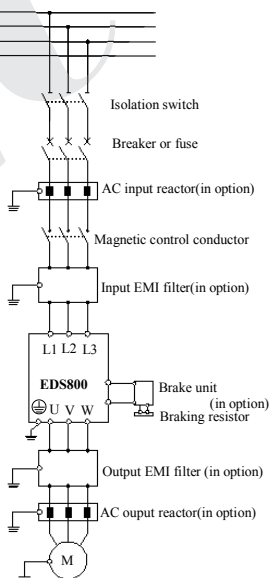 Isolation switch
Breaker or fuse
AC input reactor(in option)
Magnetic control conductor
Input EMI filter(in option)
L1 L2 L3
EDS800
U V W
Brake unit
(in option)
Braking resistor
Output EMI filter (in option)
AC ouput reactor(in option)
M